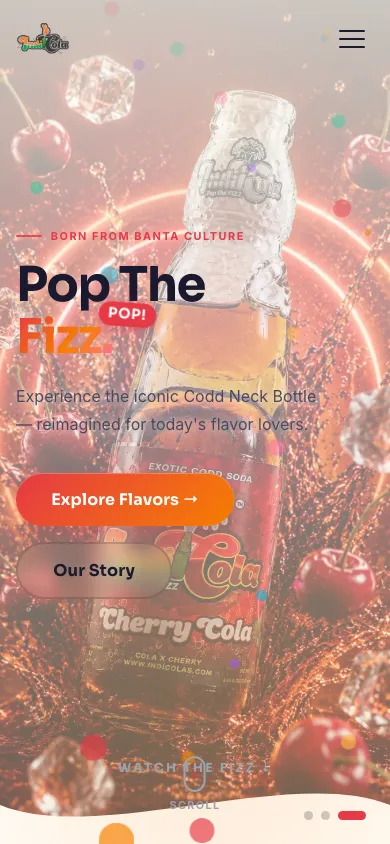 Indi Cola
BORN FROM BANTA CULTURE
Pop The
POP!
Fizz.
Experience the iconic Codd Neck Bottle
— reimagined for today's flavor lovers.
EXOTIC CODD SODA
Explore Flavors →
Our Story
Cola
Cherry Cola
COLA X CHERRY
WWW.INDICOLAS.COM
WATCH THE FIZZ
SCROLL